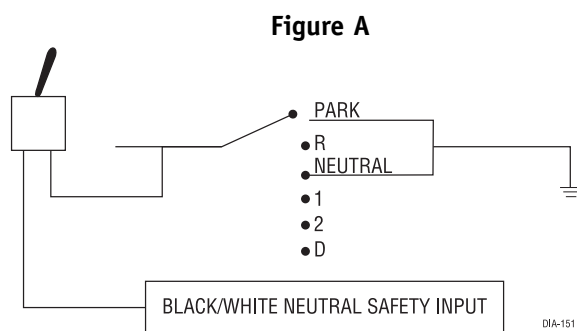 Figure A
PARK
R
NEUTRAL
1
2
D
BLACK/WHITE NEUTRAL SAFETY INPUT
DIA-151